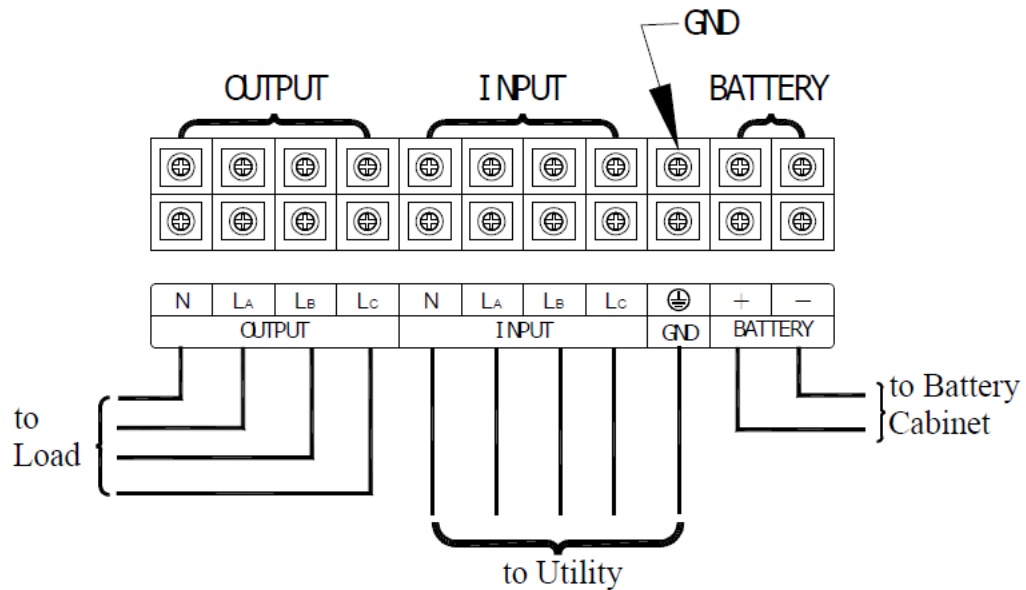 GND
OUTPUT INPUT BATTERY
N LA LB LC N LA LB LC + −
OUTPUT INPUT GND BATTERY
to Load
to Battery Cabinet
to Utility